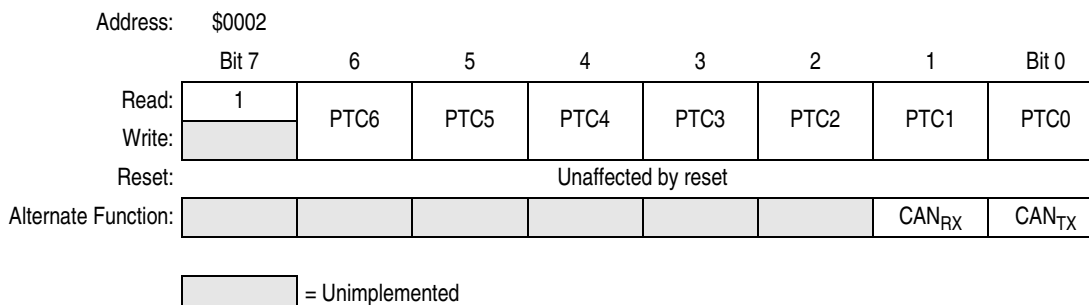 Address: $0002
Bit 7 6 5 4 3 2 1 Bit 0
Read: 1 PTC6 PTC5 PTC4 PTC3 PTC2 PTC1 PTC0
Write:
Reset: Unaffected by reset
Alternate Function: CANRX CANTX
= Unimplemented